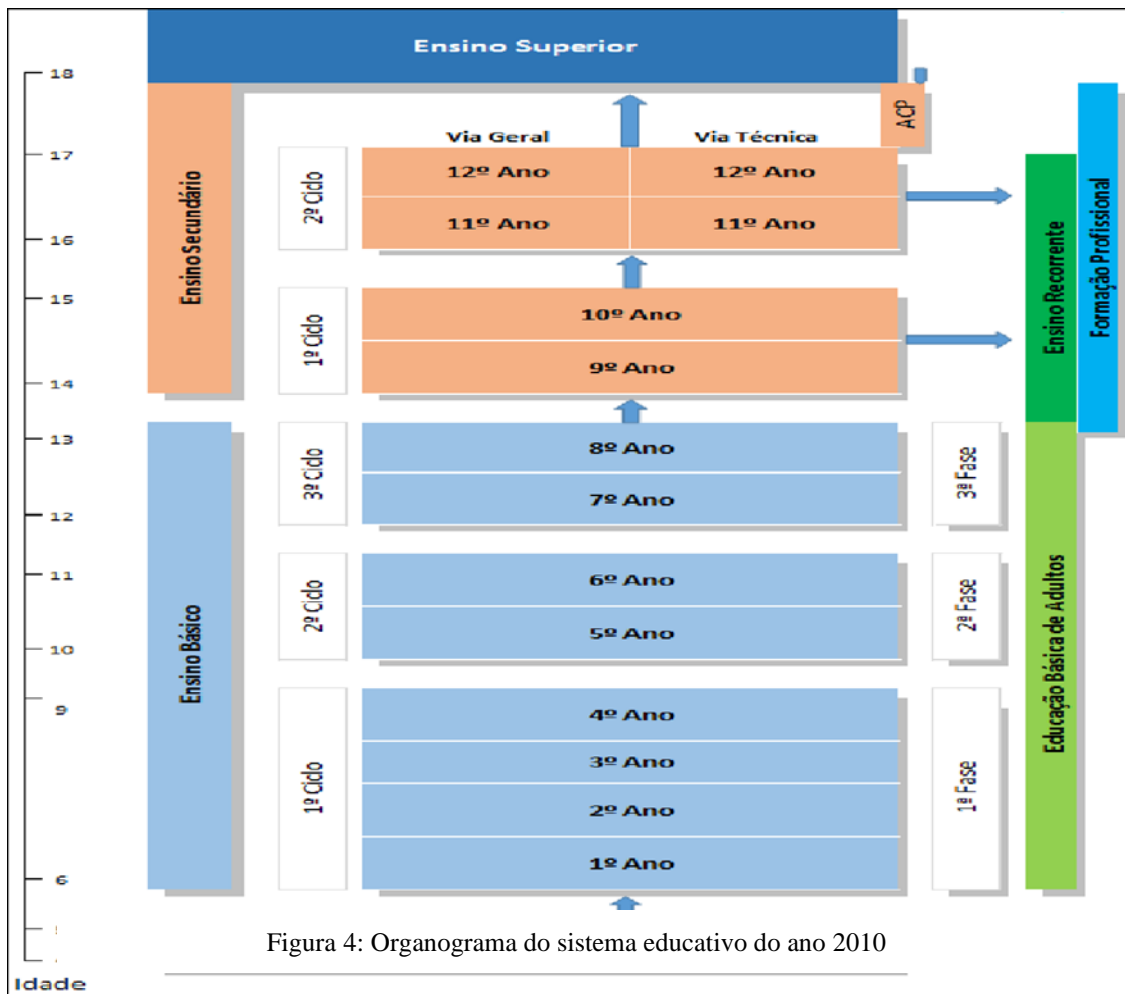 Ensino Superior
18
ACP
Via Geral
Via Técnica
17
12º Ano
12º Ano
2º Ciclo
11º Ano
11º Ano
16
Ensino Secundário
Ensino Recorrente
Formação Profissional
15
10º Ano
1º Ciclo
9º Ano
14
13
8º Ano
3º Ciclo
3ª Fase
7º Ano
12
11
6º Ano
2º Ciclo
2ª Fase
5º Ano
10
Ensino Básico
Educação Básica de Adultos
9
4º Ano
3º Ano
1º Ciclo
1ª Fase
2º Ano
1º Ano
6
Figura 4: Organograma do sistema educativo do ano 2010
Idade